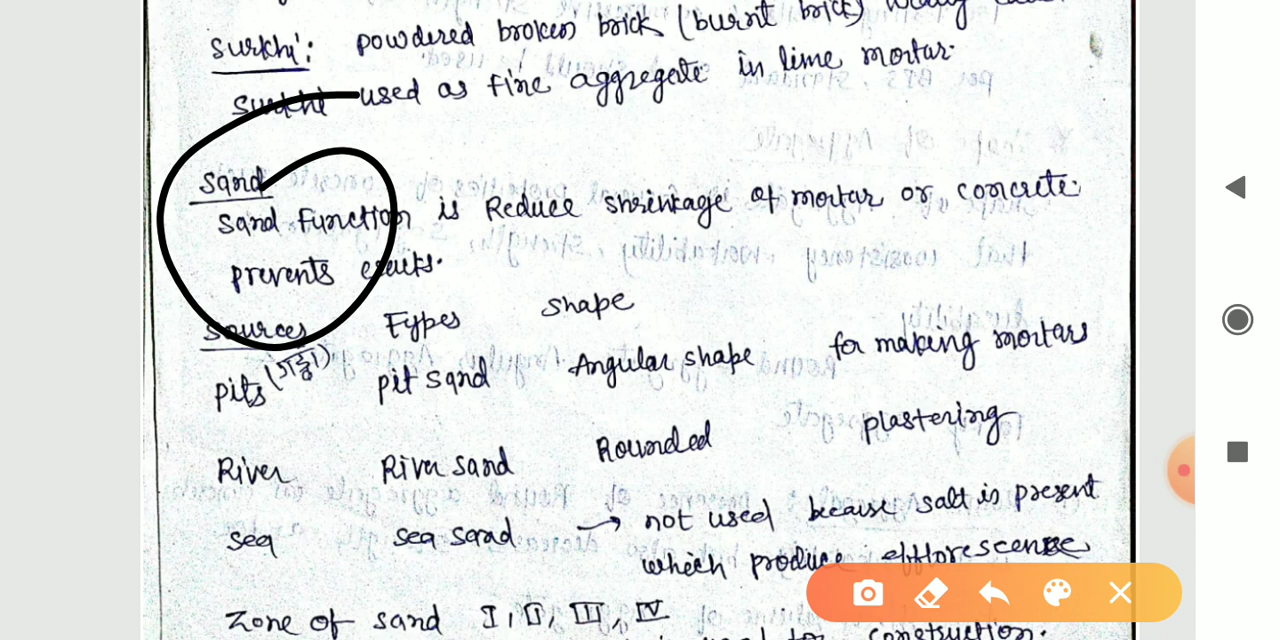 surkhi: powdered broken brick (burnt brick)
surkhi used as fine aggregate in lime mortar.
Sand
Sand function is Reduce shrinkage of mortar or concrete.
prevents cracks.
Sources Types shape
Pits pit sand Angular shape for making mortars
River River sand Rounded plastering
Sea sea sand → not used because salt is present
which produce efflorescence
Zone of sand I, II, III, IV
construction.